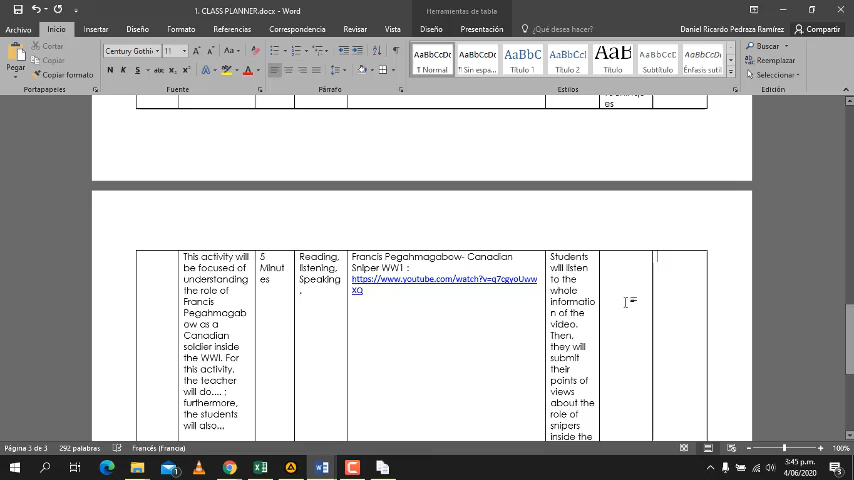 1. CLASS PLANNER.docx - Word
Herramientas de tabla
Archivo Inicio Insertar Diseño Formato Referencias Correspondencia Revisar Vista Diseño Presentación ¿Qué desea hacer? Daniel Ricardo Pedraza Ramírez Compartir
Pegar
Cortar
Copiar
Copiar formato
Portapapeles
Century Gothic 11
N K S
Fuente
Párrafo
AaBbCcDc AaBbCcDc AaBbC AaBbCcl AaB AaBbCcD AaBbCcDc
¶ Normal ¶ Sin espa... Título 1 Título 2 Título Subtítulo Énfasis sutil
Estilos
Buscar
Reemplazar
Seleccionar
Edición
es
This activity will
be focused of
understanding
the role of
Francis
Pegahmagab
ow as a
Canadian
soldier inside
the WWI. For
this activity,
the teacher
will do.... ;
furthermore,
the students
will also...
5
Minut
es
Reading,
listening,
Speaking
.
Francis Pegahmagabow- Canadian
Sniper WW1 :
https://www.youtube.com/watch?v=q7cgyoUww
XQ
Students
will listen
to the
whole
informatio
n of the
video.
Then,
they will
submit
their
points of
views
about the
role of
snipers
inside the
Página 3 de 3 292 palabras Francés (Francia) 100%
3:45 p.m.
4/06/2020